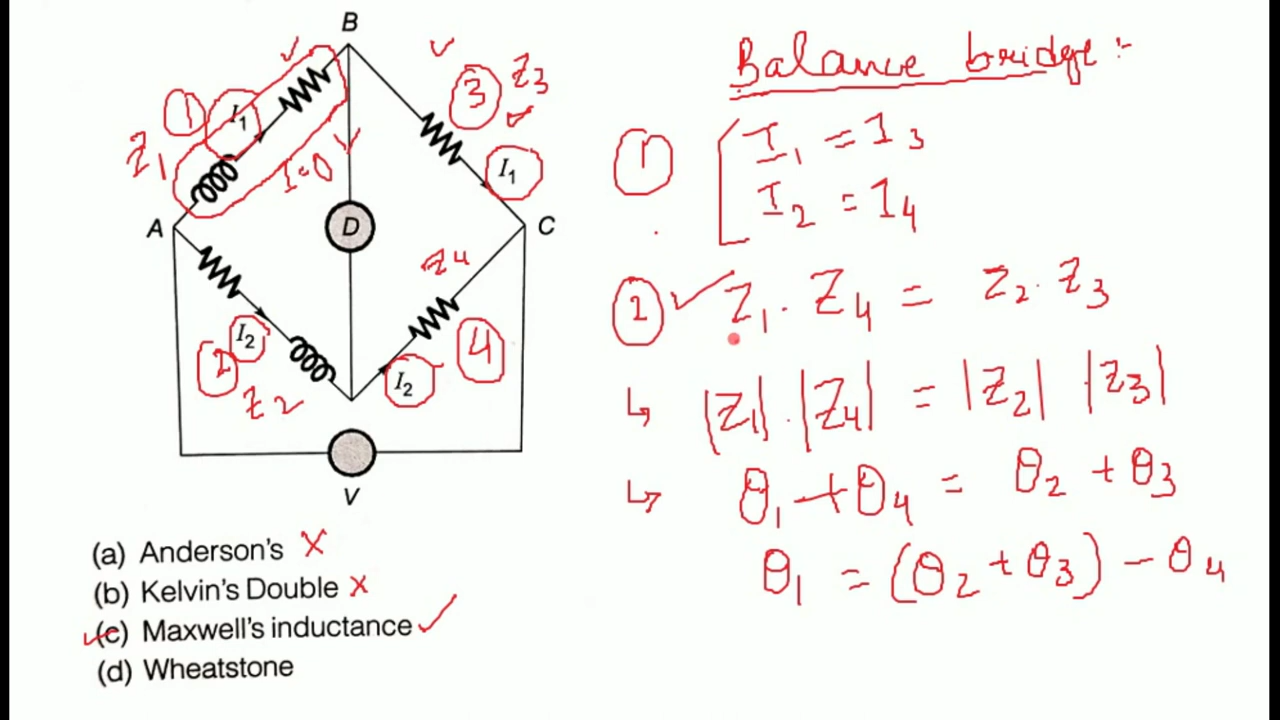 B
Balance bridge :-
1 I₁ 3 Z3
Z1 I=0 I₁
1 I1 = I3
I2 = I4
A D C
Z4
2 Z1 . Z4 = Z2 . Z3
I₂ 2 4
Z2 I₂
↳ |Z1| . |Z4| = |Z2| |Z3|
V
↳ θ1 + θ4 = θ2 + θ3
θ1 = (θ2 + θ3) - θ4
(a) Anderson's X
(b) Kelvin's Double X
(c) Maxwell's inductance ✓
(d) Wheatstone